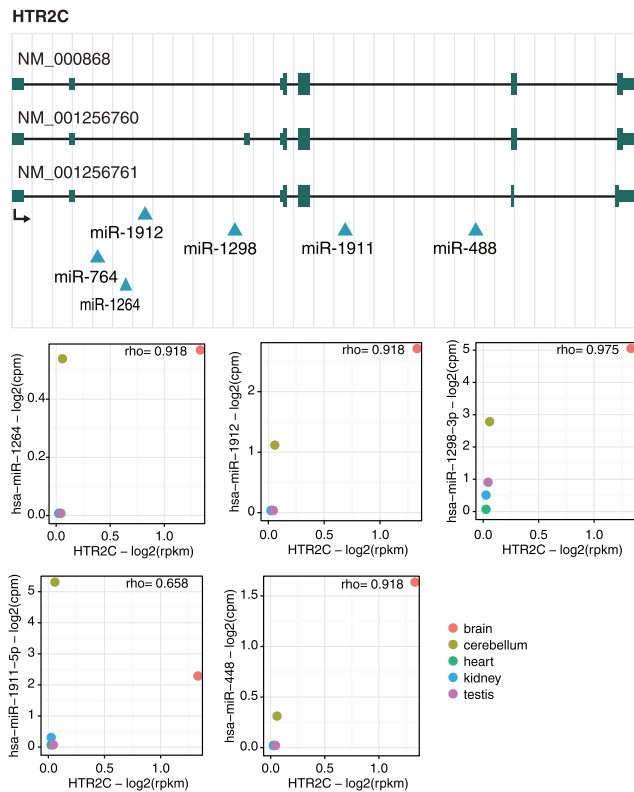 HTR2C
NM_000868
NM_001256760
NM_001256761
miR-1912
miR-1298
miR-1911
miR-488
miR-764
miR-1264
rho= 0.918
hsa−miR−1264 − log2(cpm)
0.4
0.2
0.0
0.0 0.5 1.0
HTR2C − log2(rpkm)
rho= 0.918
hsa−miR−1912 − log2(cpm)
2
1
0
0.0 0.5 1.0
HTR2C − log2(rpkm)
rho= 0.975
hsa−miR−1298−3p − log2(cpm)
5
4
3
2
1
0
0.0 0.5 1.0
HTR2C − log2(rpkm)
rho= 0.658
hsa−miR−1911−5p − log2(cpm)
5
4
3
2
1
0
0.0 0.5 1.0
HTR2C − log2(rpkm)
rho= 0.918
hsa−miR−448 − log2(cpm)
1.5
1.0
0.5
0.0
0.0 0.5 1.0
HTR2C − log2(rpkm)
brain
cerebellum
heart
kidney
testis